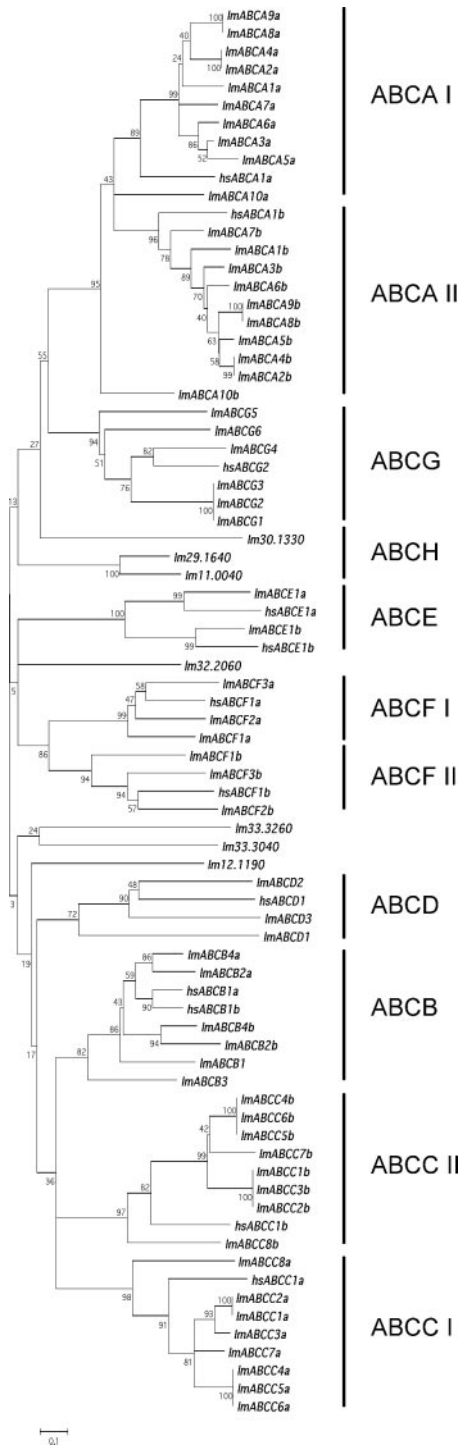 lmABCA9a
100
lmABCA8a
40
lmABCA4a
24
100
lmABCA2a
lmABCA1a
99
lmABCA7a
ABCA I
lmABCA6a
86
lmABCA3a
89
52
lmABCA5a
hsABCA1a
43
lmABCA10a
hsABCA1b
96
lmABCA7b
78
lmABCA1b
89
lmABCA3b
70
lmABCA6b
95
ABCA II
40
100
lmABCA9b
lmABCA8b
63
lmABCA5b
58
lmABCA4b
55
99
lmABCA2b
lmABCA10b
lmABCG5
94
lmABCG6
27
51
82
lmABCG4
hsABCG2
ABCG
76
lmABCG3
13
lmABCG2
100
lmABCG1
lm30.1330
lm29.1640
ABCH
100
lm11.0040
99
lmABCE1a
100
hsABCE1a
ABCE
lmABCE1b
99
hsABCE1b
lm32.2060
5
58
lmABCF3a
47
hsABCF1a
ABCF I
99
lmABCF2a
86
lmABCF1a
lmABCF1b
94
lmABCF3b
ABCF II
94
hsABCF1b
57
lmABCF2b
24
lm33.3260
lm33.3040
lm12.1190
3
48
lmABCD2
90
hsABCD1
72
lmABCD3
ABCD
19
lmABCD1
86
lmABCB4a
59
lmABCB2a
43
hsABCB1a
90
hsABCB1b
ABCB
17
86
lmABCB4b
94
lmABCB2b
82
lmABCB1
lmABCB3
lmABCC4b
100
lmABCC6b
42
lmABCC5b
99
lmABCC7b
ABCC II
82
lmABCC1b
96
lmABCC3b
100
lmABCC2b
97
hsABCC1b
lmABCC8b
lmABCC8a
98
hsABCC1a
100
lmABCC2a
93
lmABCC1a
91
lmABCC3a
ABCC I
lmABCC7a
81
lmABCC4a
lmABCC5a
100
lmABCC6a
0.1